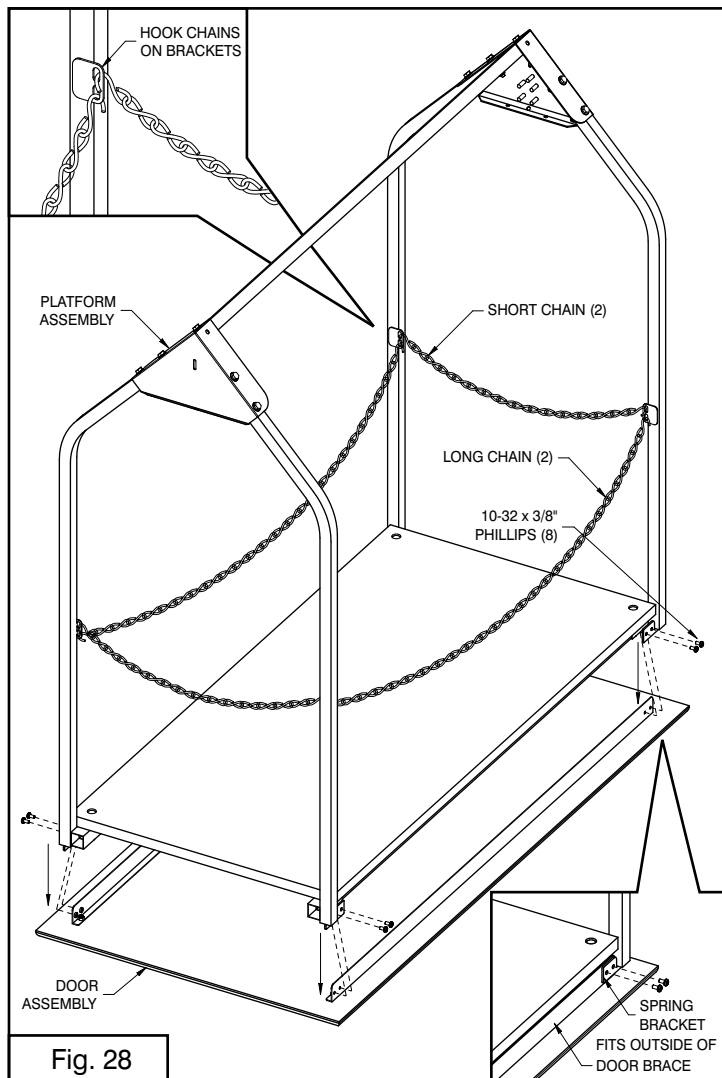 HOOK CHAINS
ON BRACKETS
PLATFORM
ASSEMBLY
SHORT CHAIN (2)
LONG CHAIN (2)
10-32 x 3/8"
PHILLIPS (8)
DOOR
ASSEMBLY
SPRING
BRACKET
FITS OUTSIDE OF
DOOR BRACE
Fig. 28